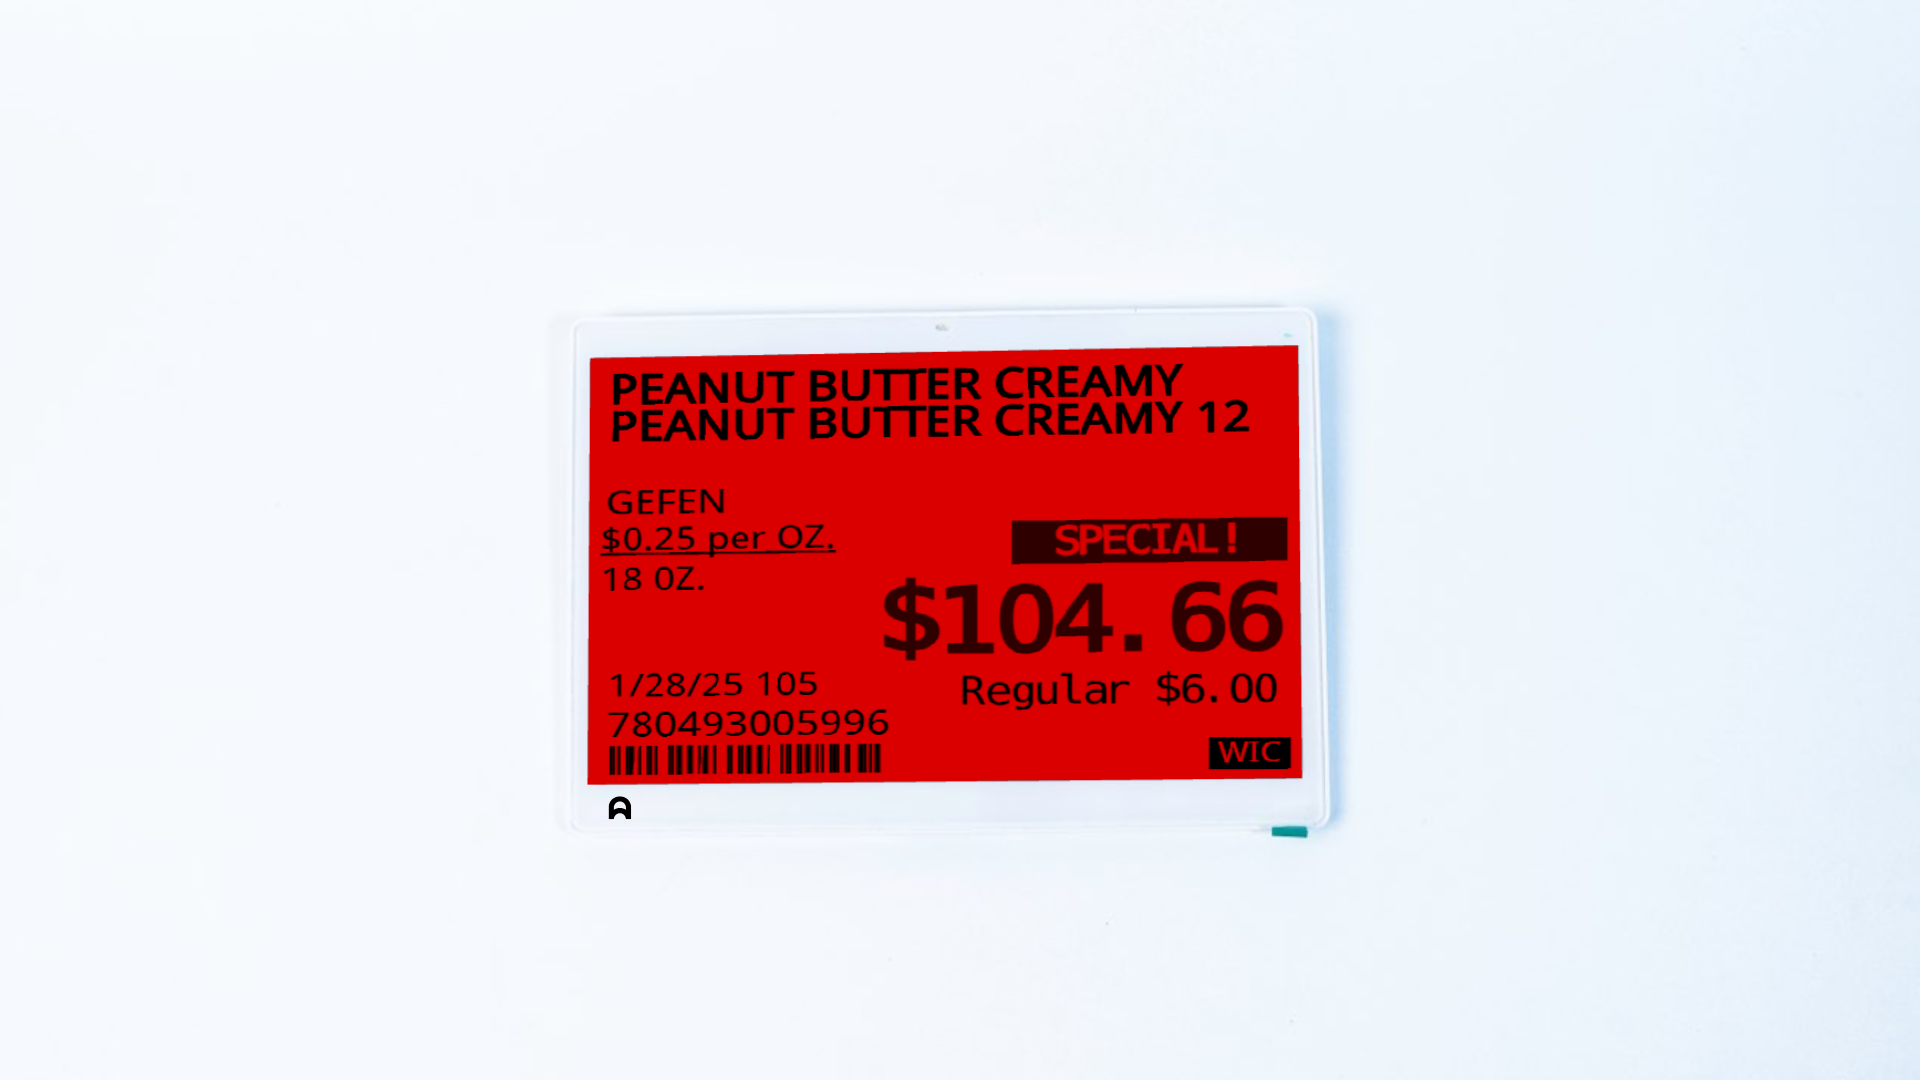 PEANUT BUTTER CREAMY
PEANUT BUTTER CREAMY 12
GEFEN
$0.25 per OZ.
18 OZ.
SPECIAL!
$104.66
Regular $6.00
1/28/25 105
780493005996
WIC